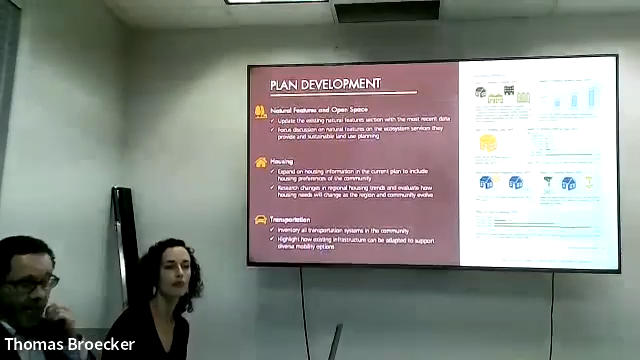 PLAN DEVELOPMENT
Natural Features and Open Space
✓ Update the existing natural features section with the most recent data
✓ Focus discussion on natural features on the ecosystem services they
provide and sustainable land use planning
Housing
✓ Expand on housing information in the current plan to include
housing preferences of the community
✓ Research changes in regional housing trends and evaluate how
housing needs will change as the region and community evolve
Transportation
✓ Inventory all transportation systems in the community
✓ Highlight how existing infrastructure can be adapted to support
diverse mobility options
Thomas Broecker